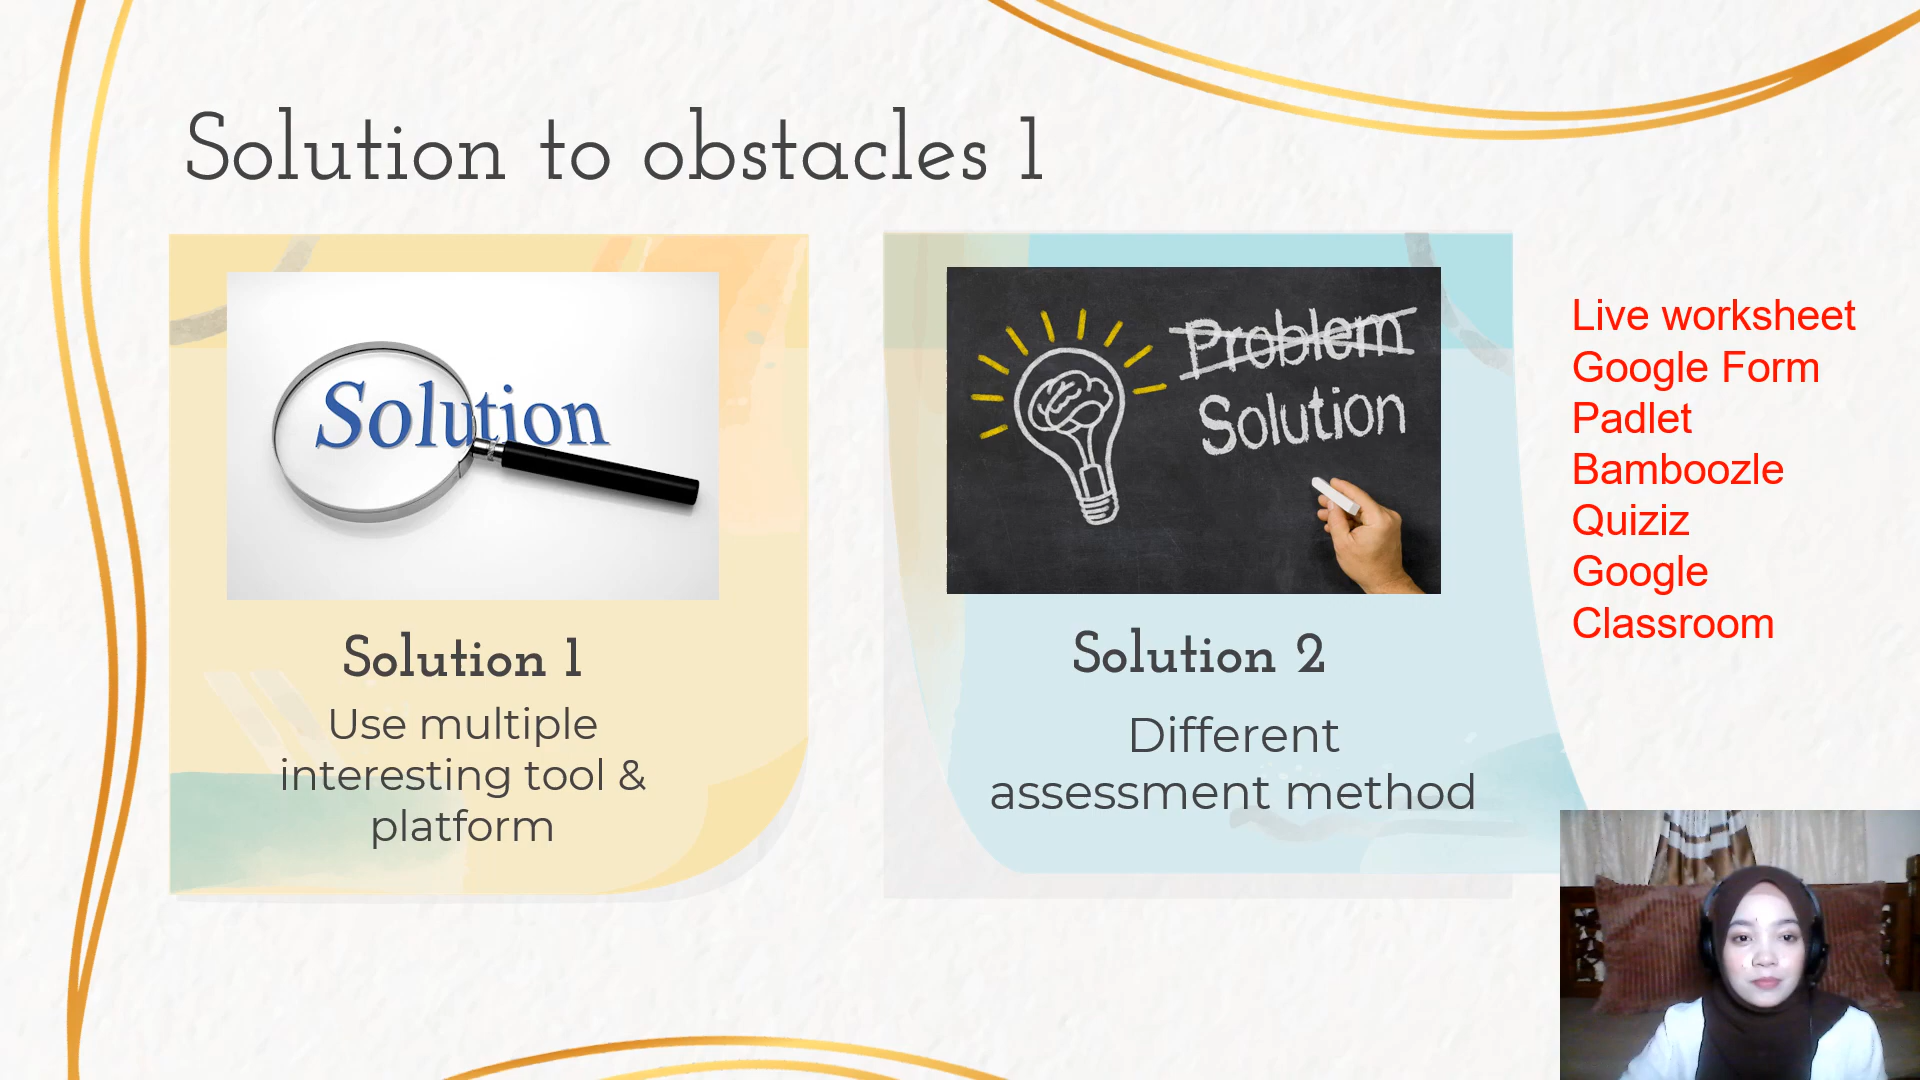 Solution to obstacles 1
Solution
Solution 1
Use multiple
interesting tool &
platform
Problem
Solution
Solution 2
Different
assessment method
Live worksheet
Google Form
Padlet
Bamboozle
Quiziz
Google
Classroom